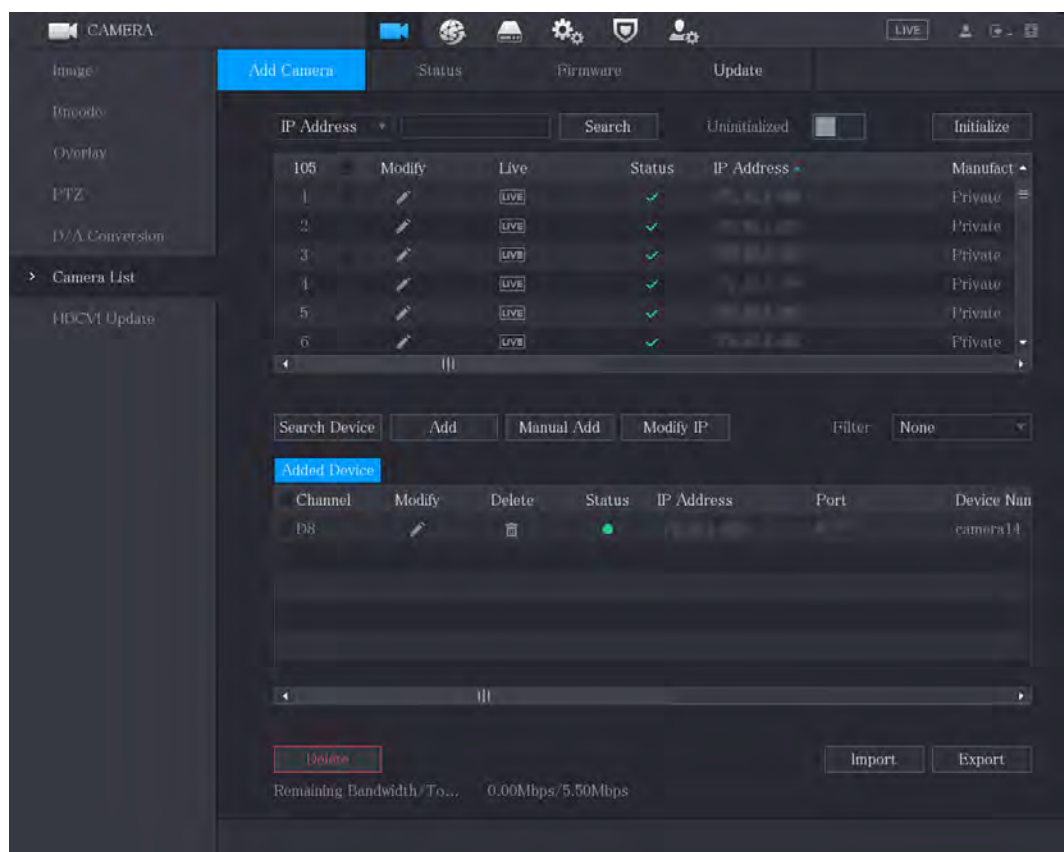 CAMERA LIVE
Image
Encode
Overlay
PTZ
D/A Conversion
Camera List
HDCVI Update
Add Camera Status Firmware Update
IP Address Search Uninitialized Initialize
105 Modify Live Status IP Address Manufact
1 LIVE Private
2 LIVE Private
3 LIVE Private
4 LIVE Private
5 LIVE Private
6 LIVE Private
Search Device Add Manual Add Modify IP Filter None
Added Device
Channel Modify Delete Status IP Address Port Device Nan
D8 camera14
Delete Import Export
Remaining Bandwidth/To... 0.00Mbps/5.50Mbps